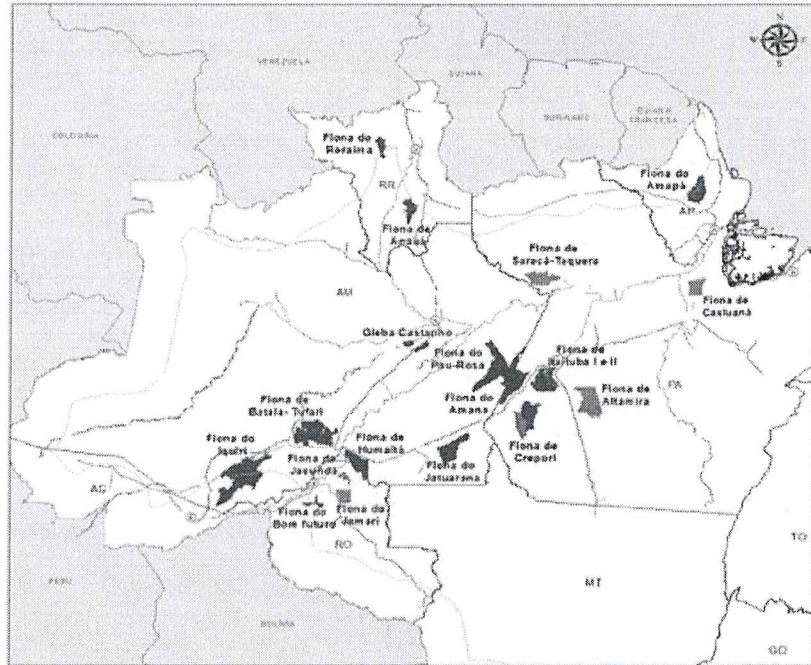 N
S
VENEZUELA
GUIANA
SURINAME
GUIANA
FRANCESA
COLÔMBIA
Flona de
Roraima
RR
Flona do
Amapá
AP
Flona de
Anauá
Flona de
Saracá-Taquera
AM
Flona de
Caxiuanã
Gleba Castanho
Flona do
Pau-Rosa
Flona de
Itaituba I e II
Flona do
Amana
Flona de
Altamira
PA
Flona de
Balata-Tufari
Flona do
Iquiri
Flona de
Humaitá
Flona de
Jacundá
Flona do
Jatuarana
Flona de
Crepori
AC
Flona do
Bom futuro
Flona do
Jamari
RO
TO
PERU
MT
BOLÍVIA
GO